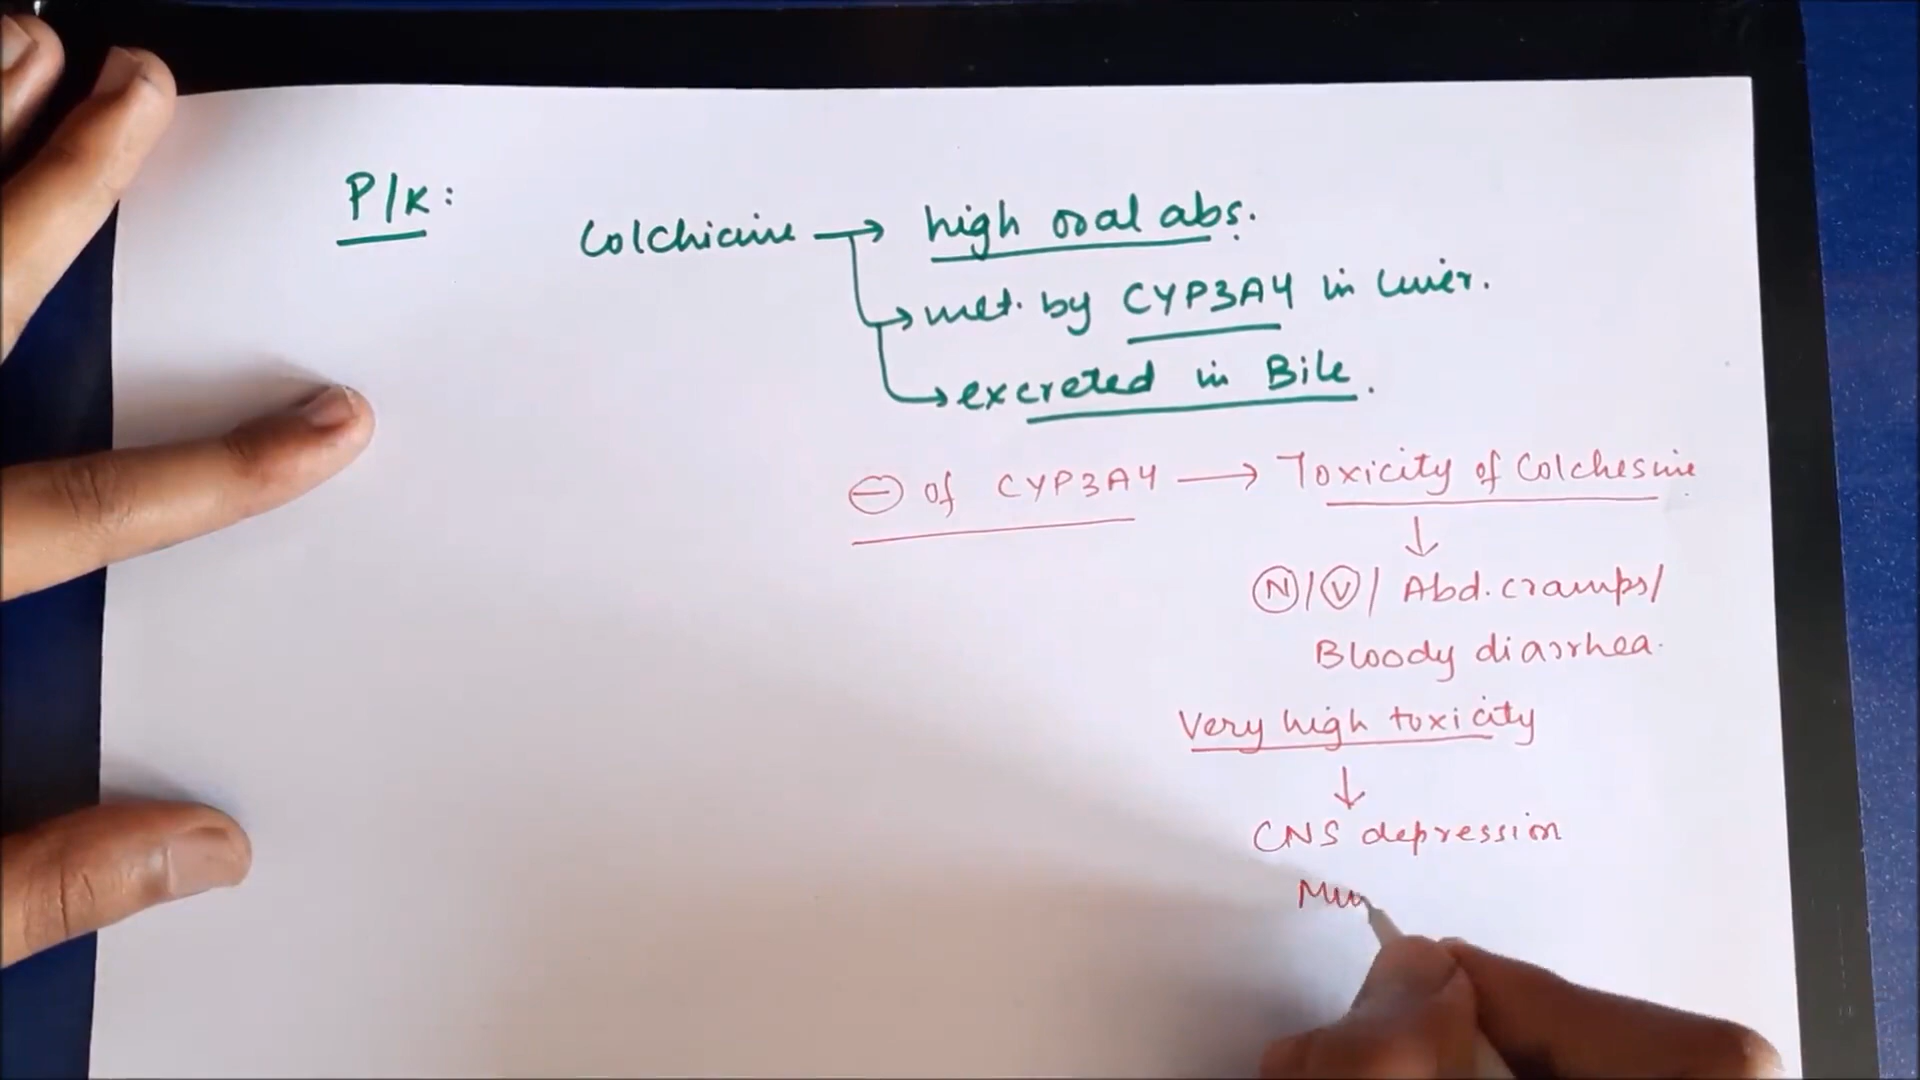 P/K:
Colchicine → high oral abs.
→ met. by CYP3A4 in liver.
→ excreted in Bile.
⊖ of CYP3A4 → Toxicity of Colchesine
↓
Ⓝ/Ⓥ/ Abd. cramps/
Bloody diarrhea.
Very high toxicity
↓
CNS depression